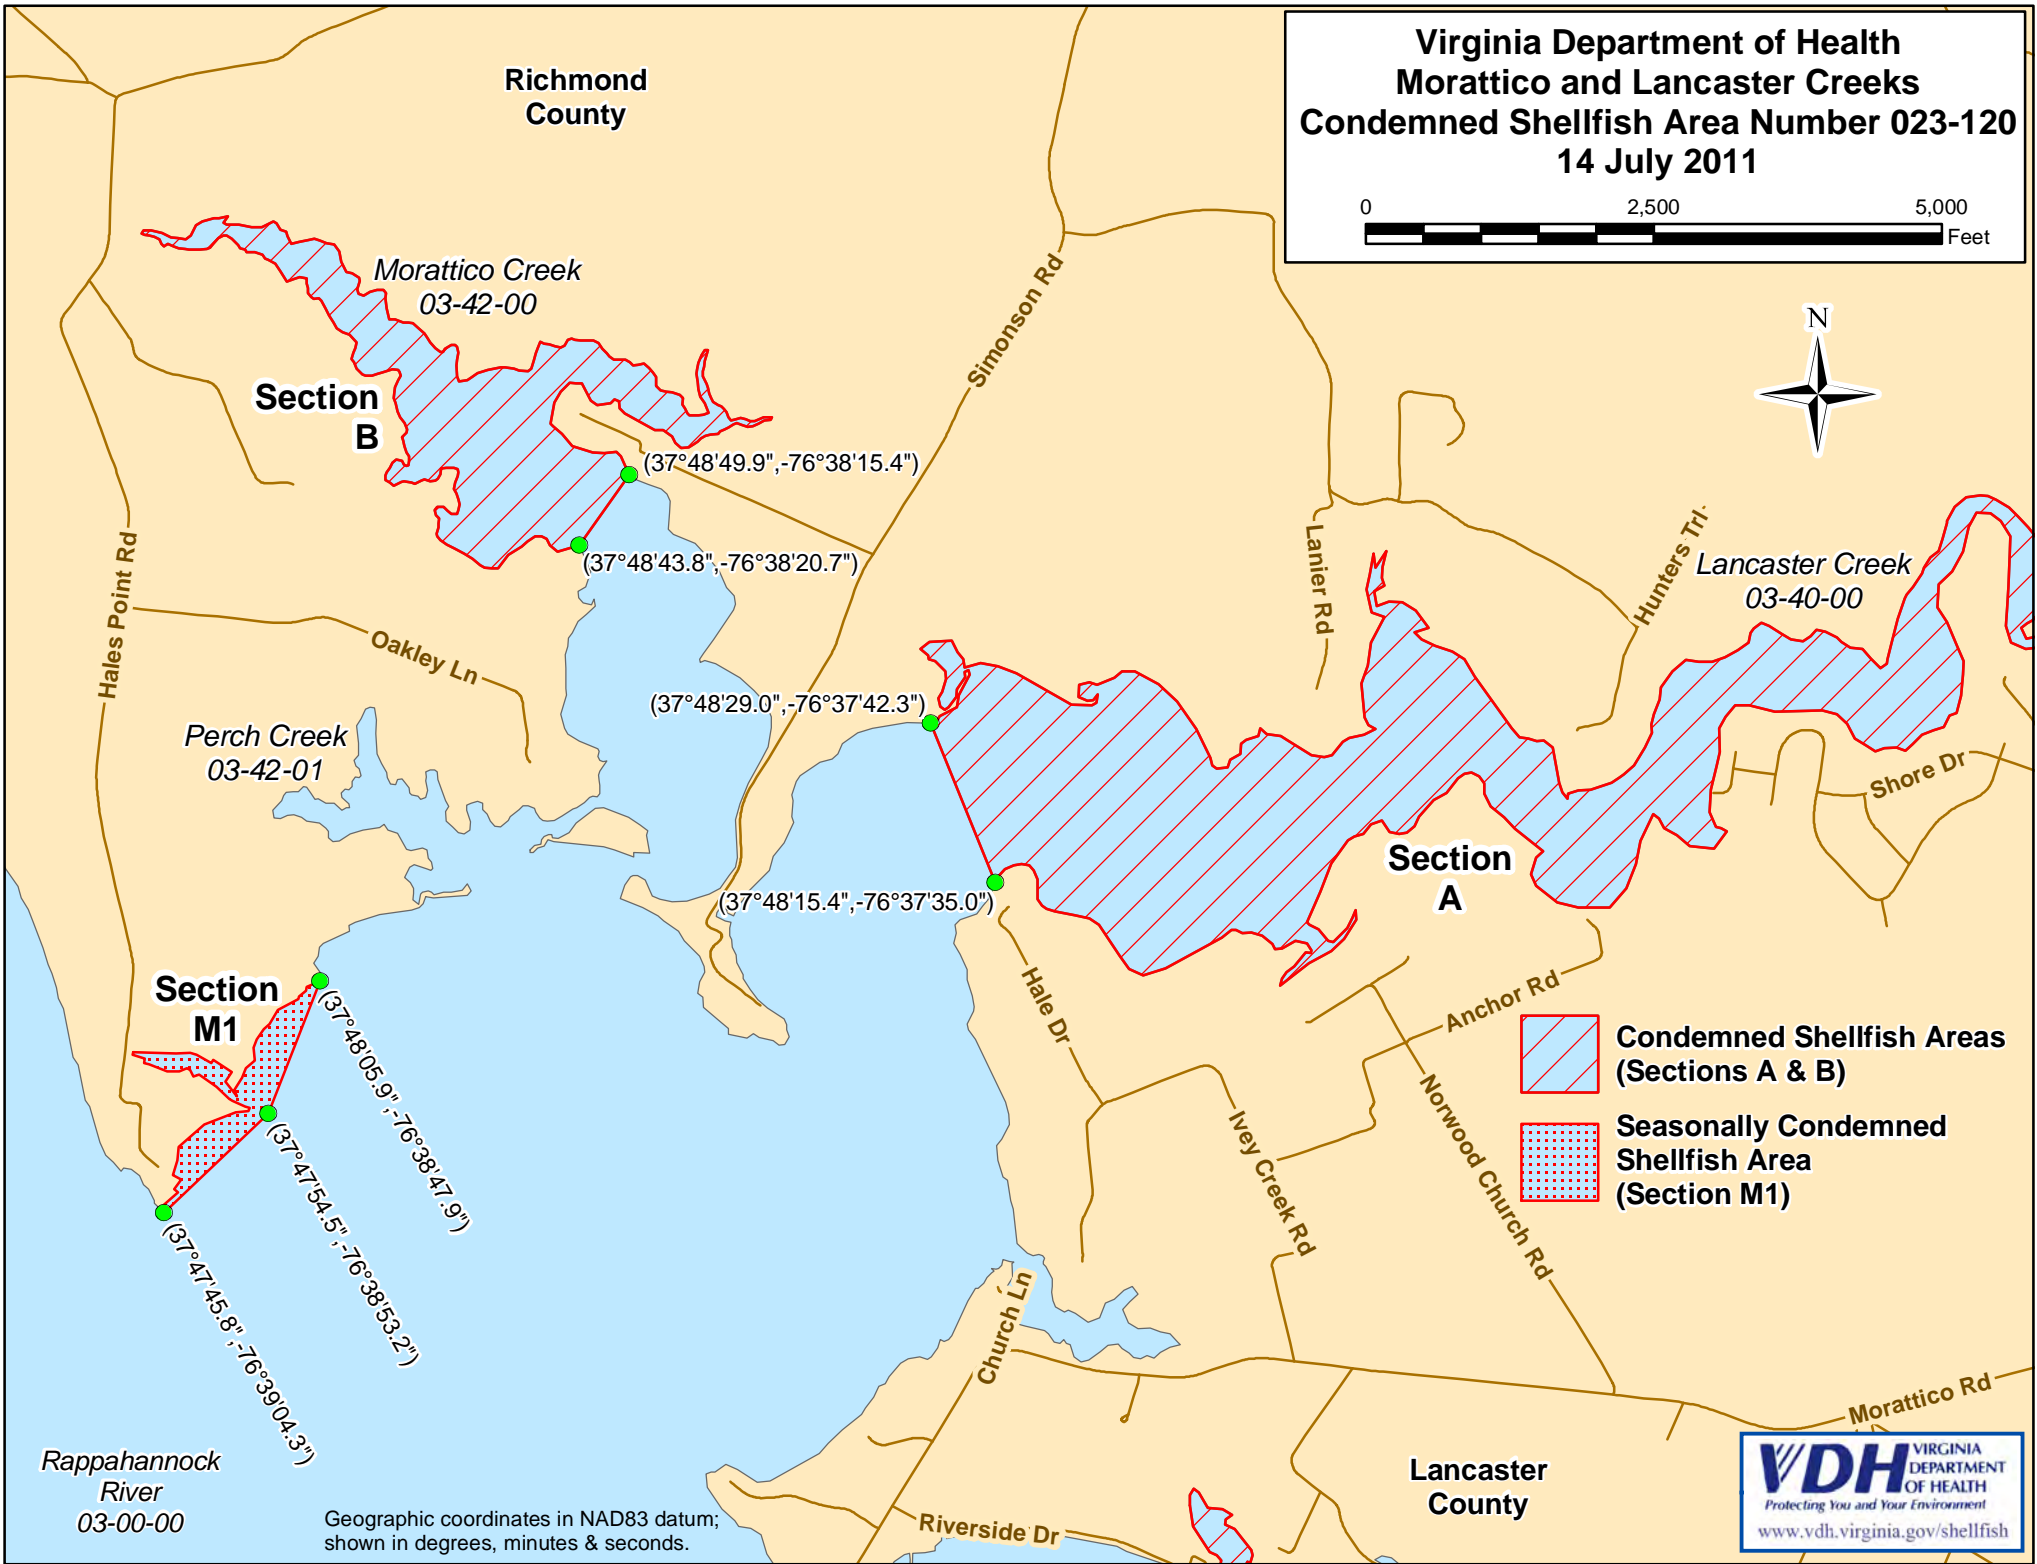 Virginia Department of Health
Morattico and Lancaster Creeks
Condemned Shellfish Area Number 023-120
14 July 2011
0 2,500 5,000
Feet
N
Richmond
County
Morattico Creek
03-42-00
Section
B
Simonson Rd
(37°48'49.9",-76°38'15.4")
(37°48'43.8",-76°38'20.7")
Hales Point Rd
Oakley Ln
Lanier Rd
Hunters Trl
Lancaster Creek
03-40-00
(37°48'29.0",-76°37'42.3")
Perch Creek
03-42-01
Shore Dr
Section
A
(37°48'15.4",-76°37'35.0")
Section
M1
Hale Dr
Anchor Rd
(37°48'05.9",-76°38'47.9")
(37°47'54.5",-76°38'53.2")
(37°47'45.8",-76°39'04.3")
Ivey Creek Rd
Norwood Church Rd
Condemned Shellfish Areas
(Sections A & B)
Seasonally Condemned
Shellfish Area
(Section M1)
Church Ln
Morattico Rd
Rappahannock
River
03-00-00
Geographic coordinates in NAD83 datum;
shown in degrees, minutes & seconds.
Riverside Dr
Lancaster
County
VDH VIRGINIA
DEPARTMENT
OF HEALTH
Protecting You and Your Environment
www.vdh.virginia.gov/shellfish